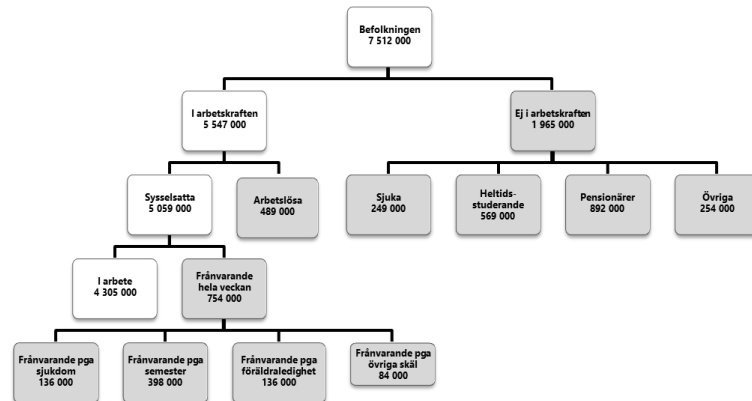 Befolkningen
7 512 000
I arbetskraften
5 547 000
Ej i arbetskraften
1 965 000
Sysselsatta
5 059 000
Arbetslösa
489 000
Sjuka
249 000
Heltids-
studerande
569 000
Pensionärer
892 000
Övriga
254 000
I arbete
4 305 000
Frånvarande
hela veckan
754 000
Frånvarande pga
sjukdom
136 000
Frånvarande pga
semester
398 000
Frånvarande pga
föräldraledighet
136 000
Frånvarande pga
övriga skäl
84 000